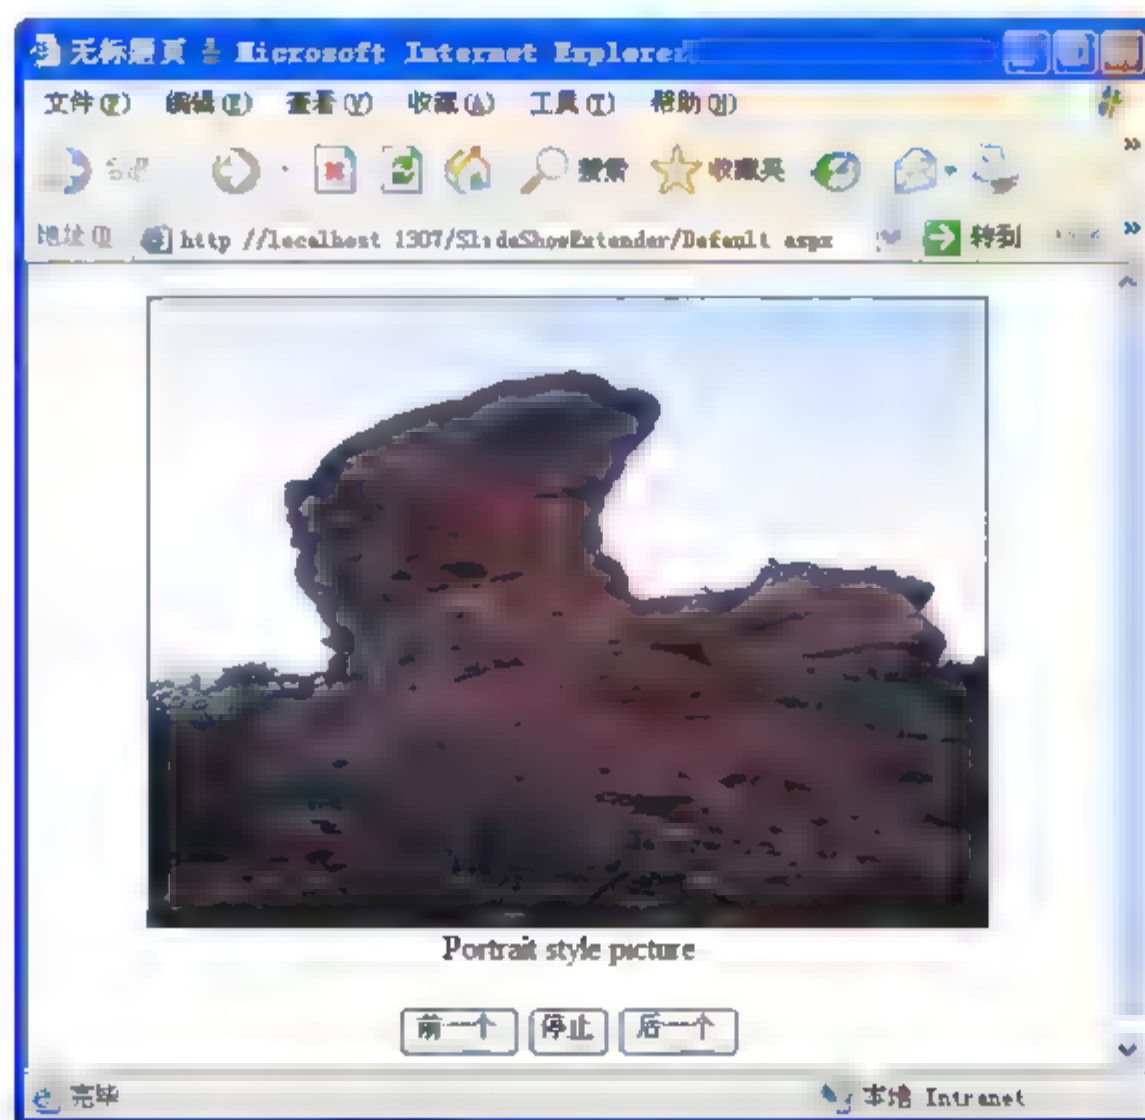 无标题页 - Microsoft Internet Explorer
文件(F) 编辑(E) 查看(V) 收藏(A) 工具(T) 帮助(H)
搜索 收藏夹
地址(D) http://localhost 1307/SlideShowExtender/Default aspx 转到
Portrait style picture
前一个 停止 后一个
完毕 本地 Intranet